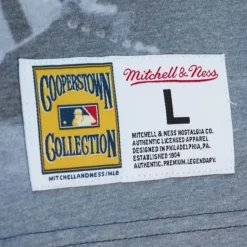 COOPERSTOWN
COLLECTION
MITCHELLANDNESS/MLB
Mitchell & Ness
L
MITCHELL & NESS NOSTALGIA CO.
AUTHENTIC LICENSED APPAREL
DESIGNED IN PHILADELPHIA, PA.
ESTABLISHED 1904
AUTHENTIC. PREMIUM. LEGENDARY.